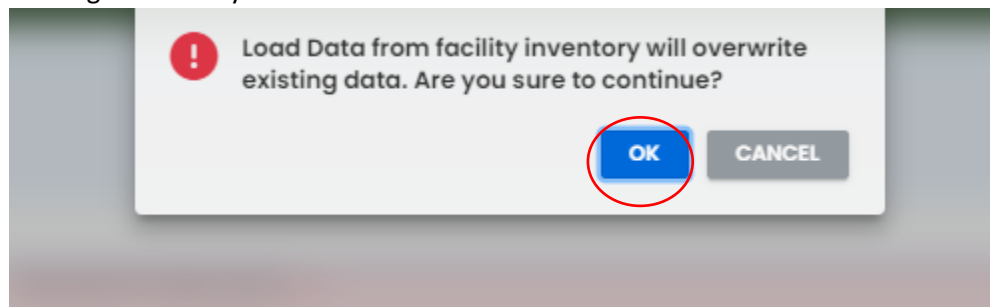 Load Data from facility inventory will overwrite
existing data. Are you sure to continue?
OK CANCEL